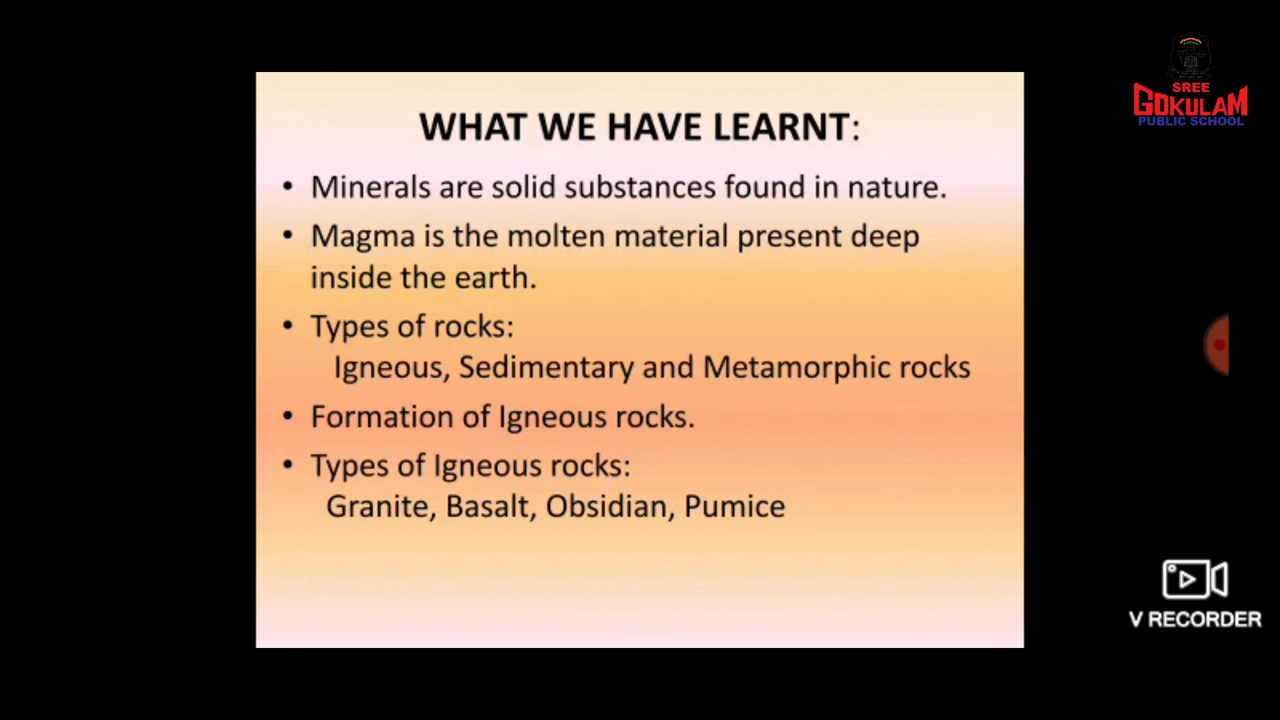 SREE
GOKULAM
PUBLIC SCHOOL
WHAT WE HAVE LEARNT:
• Minerals are solid substances found in nature.
• Magma is the molten material present deep
inside the earth.
• Types of rocks:
Igneous, Sedimentary and Metamorphic rocks
• Formation of Igneous rocks.
• Types of Igneous rocks:
Granite, Basalt, Obsidian, Pumice
V RECORDER